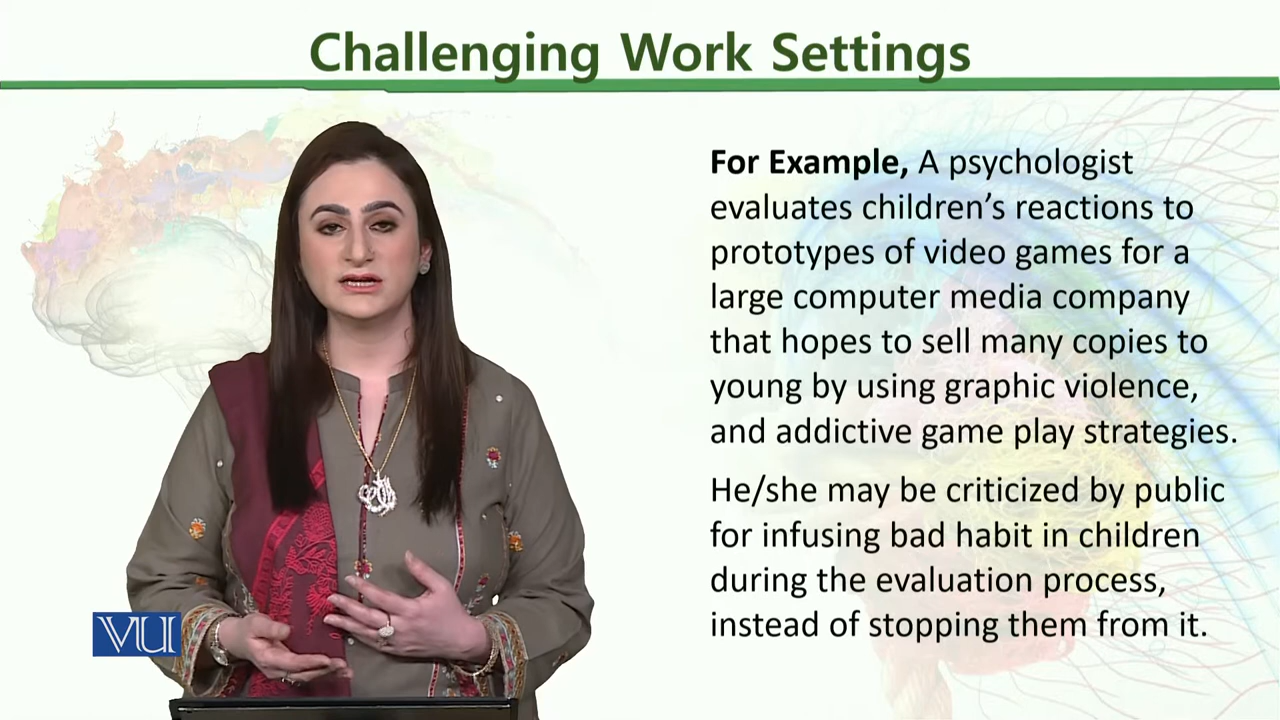 Challenging Work Settings
For Example, A psychologist
evaluates children's reactions to
prototypes of video games for a
large computer media company
that hopes to sell many copies to
young by using graphic violence,
and addictive game play strategies.
He/she may be criticized by public
for infusing bad habit in children
during the evaluation process,
instead of stopping them from it.
VU